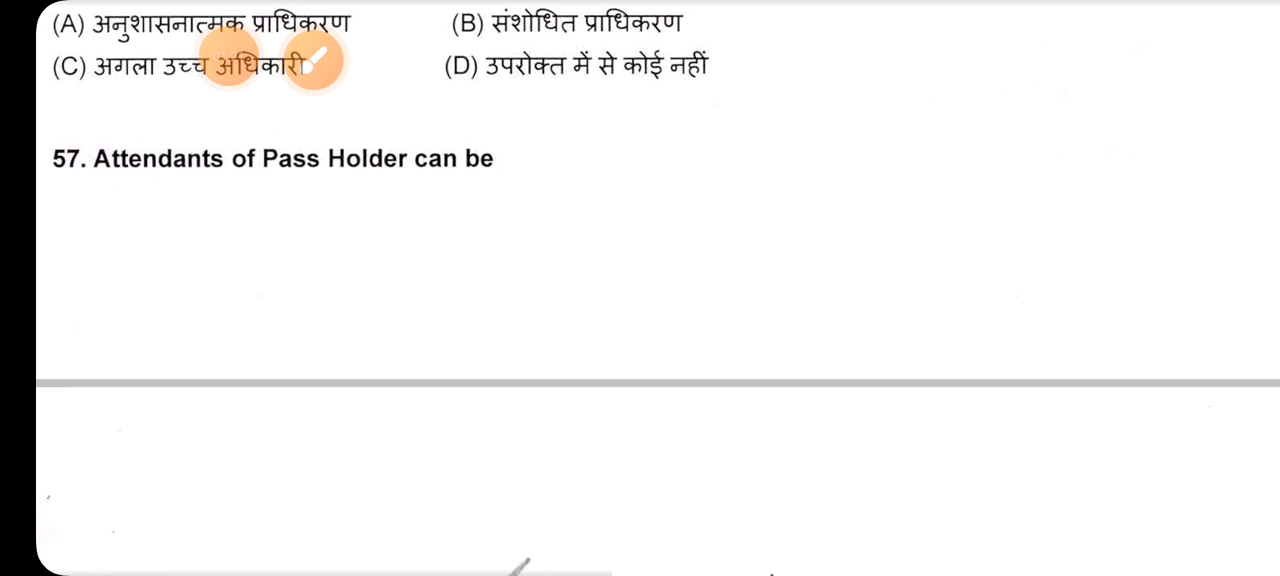 (A) अनुशासनात्मक प्राधिकरण (B) संशोधित प्राधिकरण
(C) अगला उच्च अधिकारी (D) उपरोक्त में से कोई नहीं
57. Attendants of Pass Holder can be